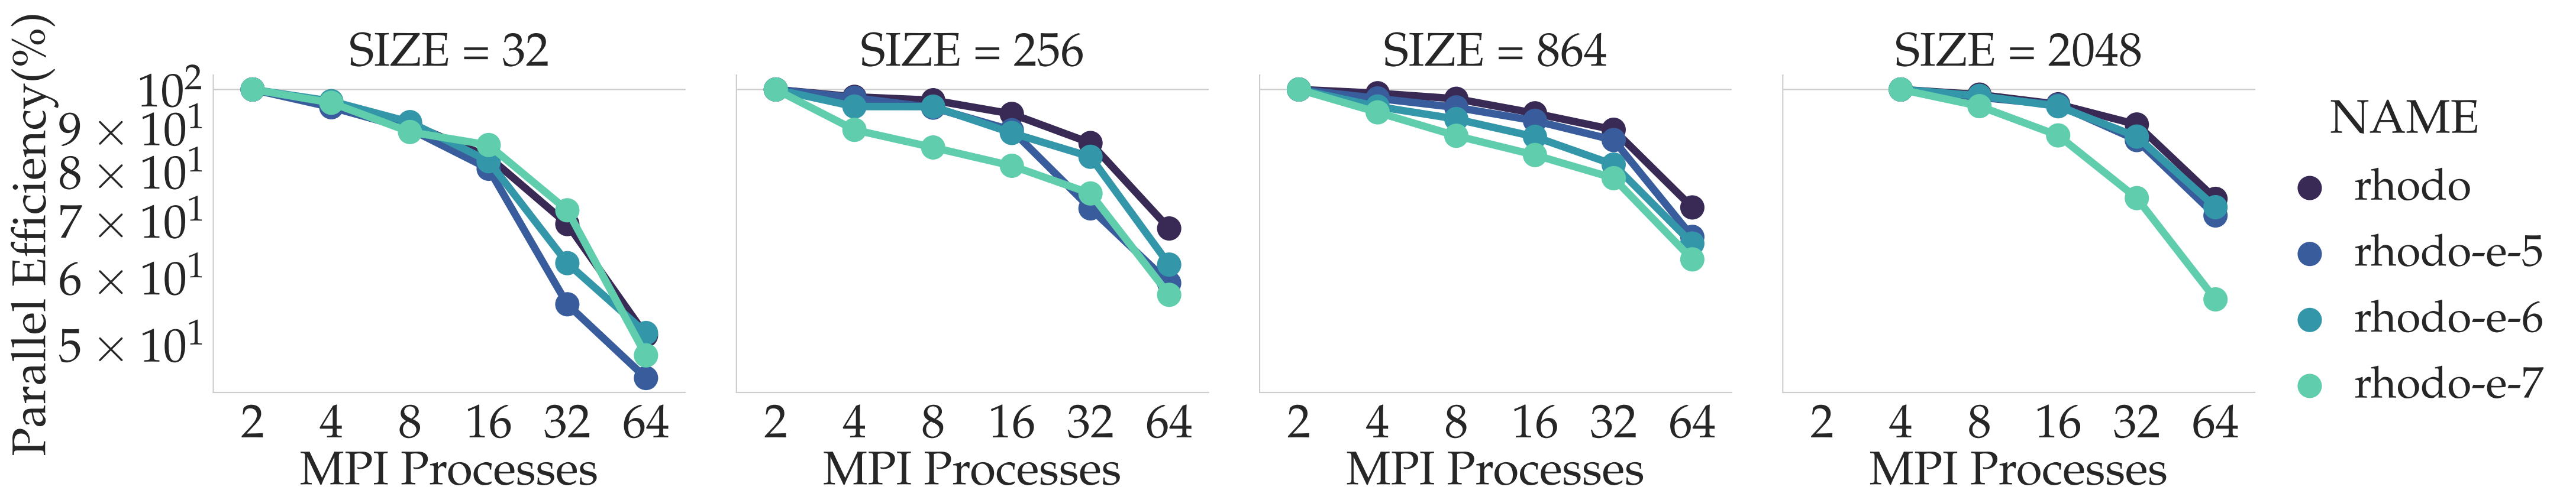 SIZE = 32
SIZE = 256
SIZE = 864
SIZE = 2048
Parallel Efficiency(%)
10²
9 × 10¹
8 × 10¹
7 × 10¹
6 × 10¹
5 × 10¹
2 4 8 16 32 64
MPI Processes
2 4 8 16 32 64
MPI Processes
2 4 8 16 32 64
MPI Processes
2 4 8 16 32 64
MPI Processes
NAME
rhodo
rhodo-e-5
rhodo-e-6
rhodo-e-7